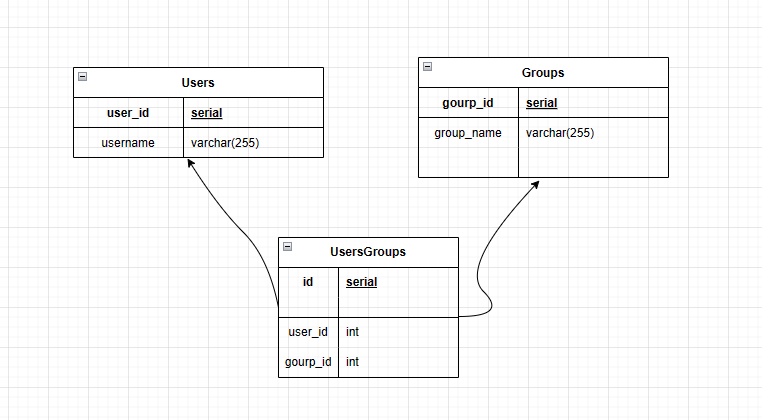 Users
user_id serial
username varchar(255)
Groups
gourp_id serial
group_name varchar(255)
UsersGroups
id serial
user_id int
gourp_id int